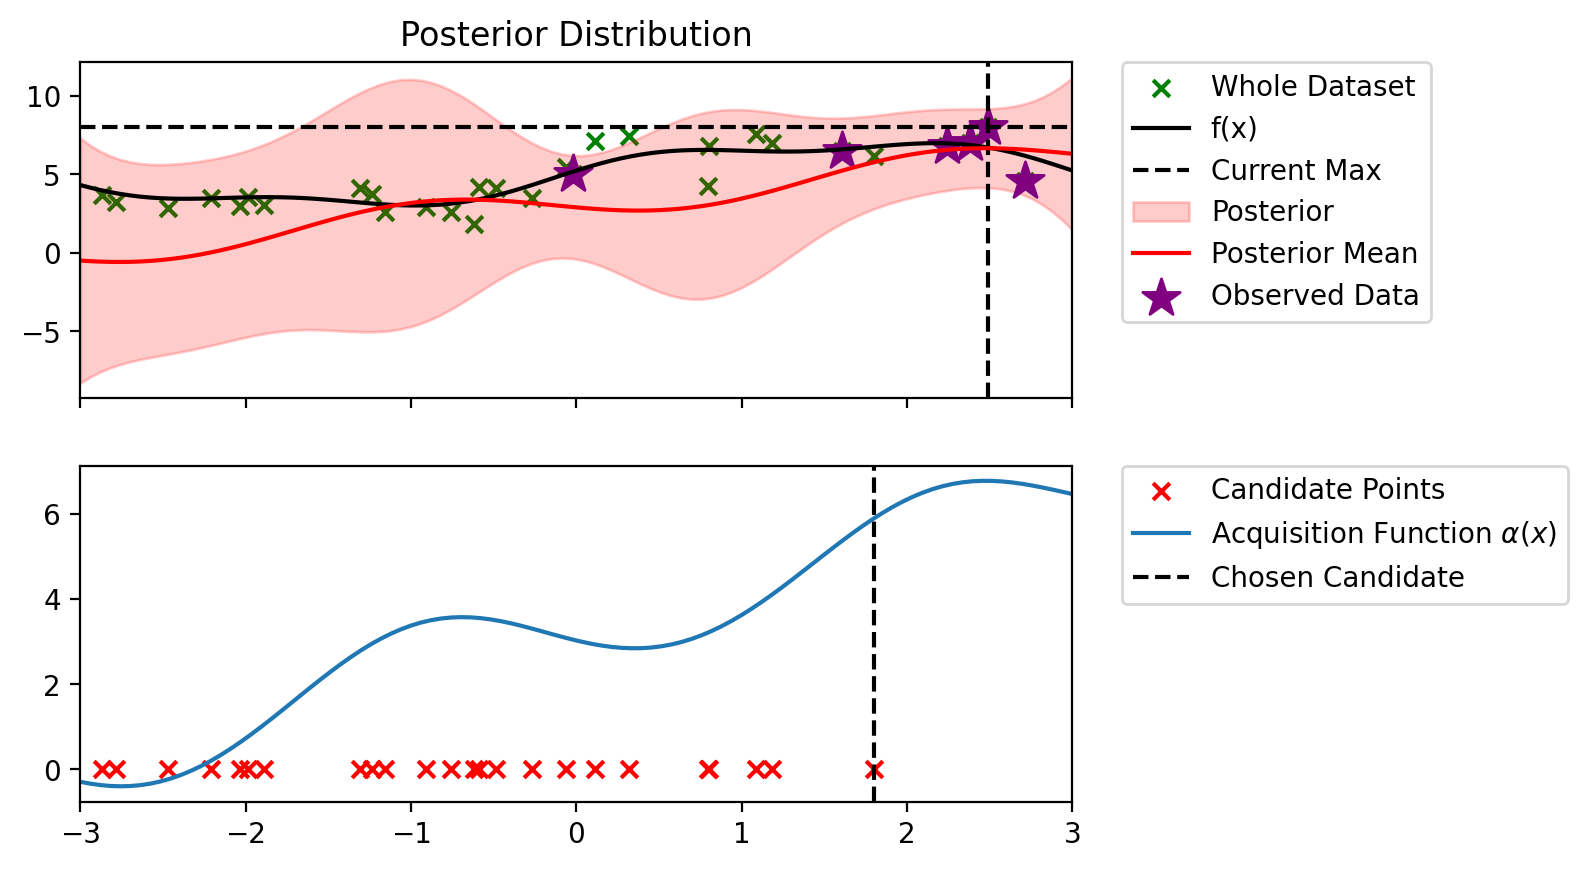 Posterior Distribution
10
5
0
−5
Whole Dataset
f(x)
Current Max
Posterior
Posterior Mean
Observed Data
6
4
2
0
−3
−2
−1
0
1
2
3
Candidate Points
Acquisition Function α(x)
Chosen Candidate